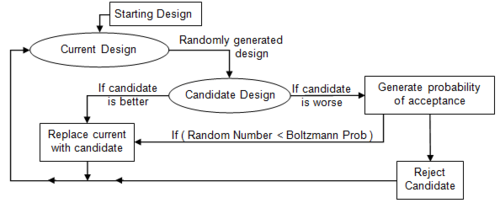 Starting Design
Current Design
Randomly generated
design
If candidate
is better
Candidate Design
If candidate
is worse
Generate probability
of acceptance
Replace current
with candidate
If ( Random Number < Boltzmann Prob )
Reject
Candidate